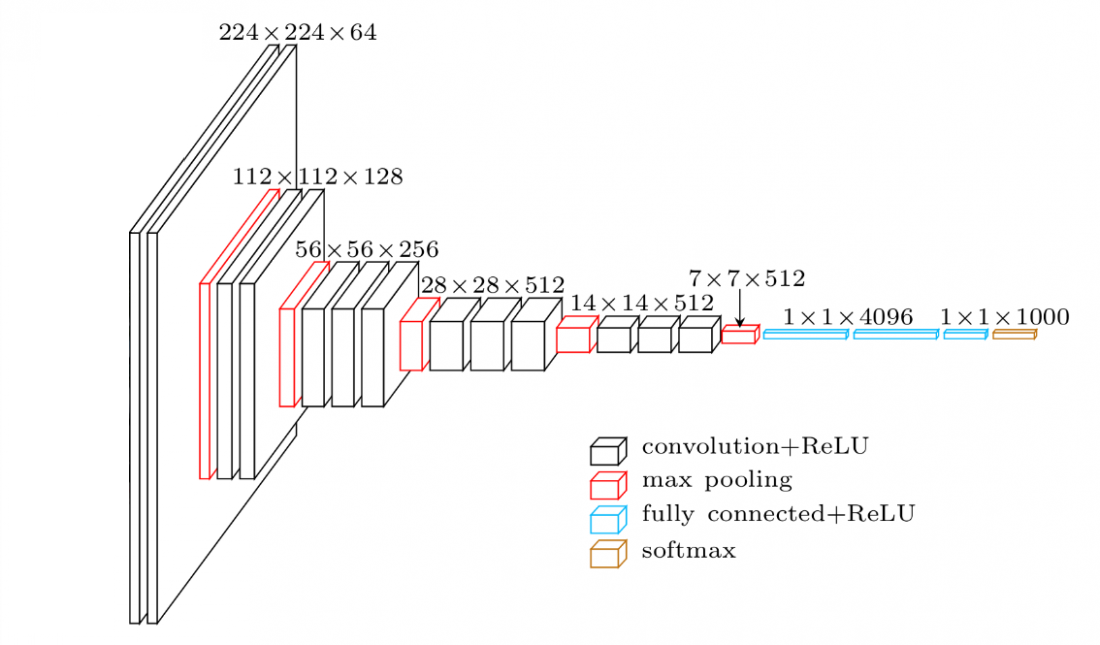 224×224×64
112×112×128
56×56×256
28×28×512
14×14×512
7×7×512
1×1×4096
1×1×1000
convolution+ReLU
max pooling
fully connected+ReLU
softmax